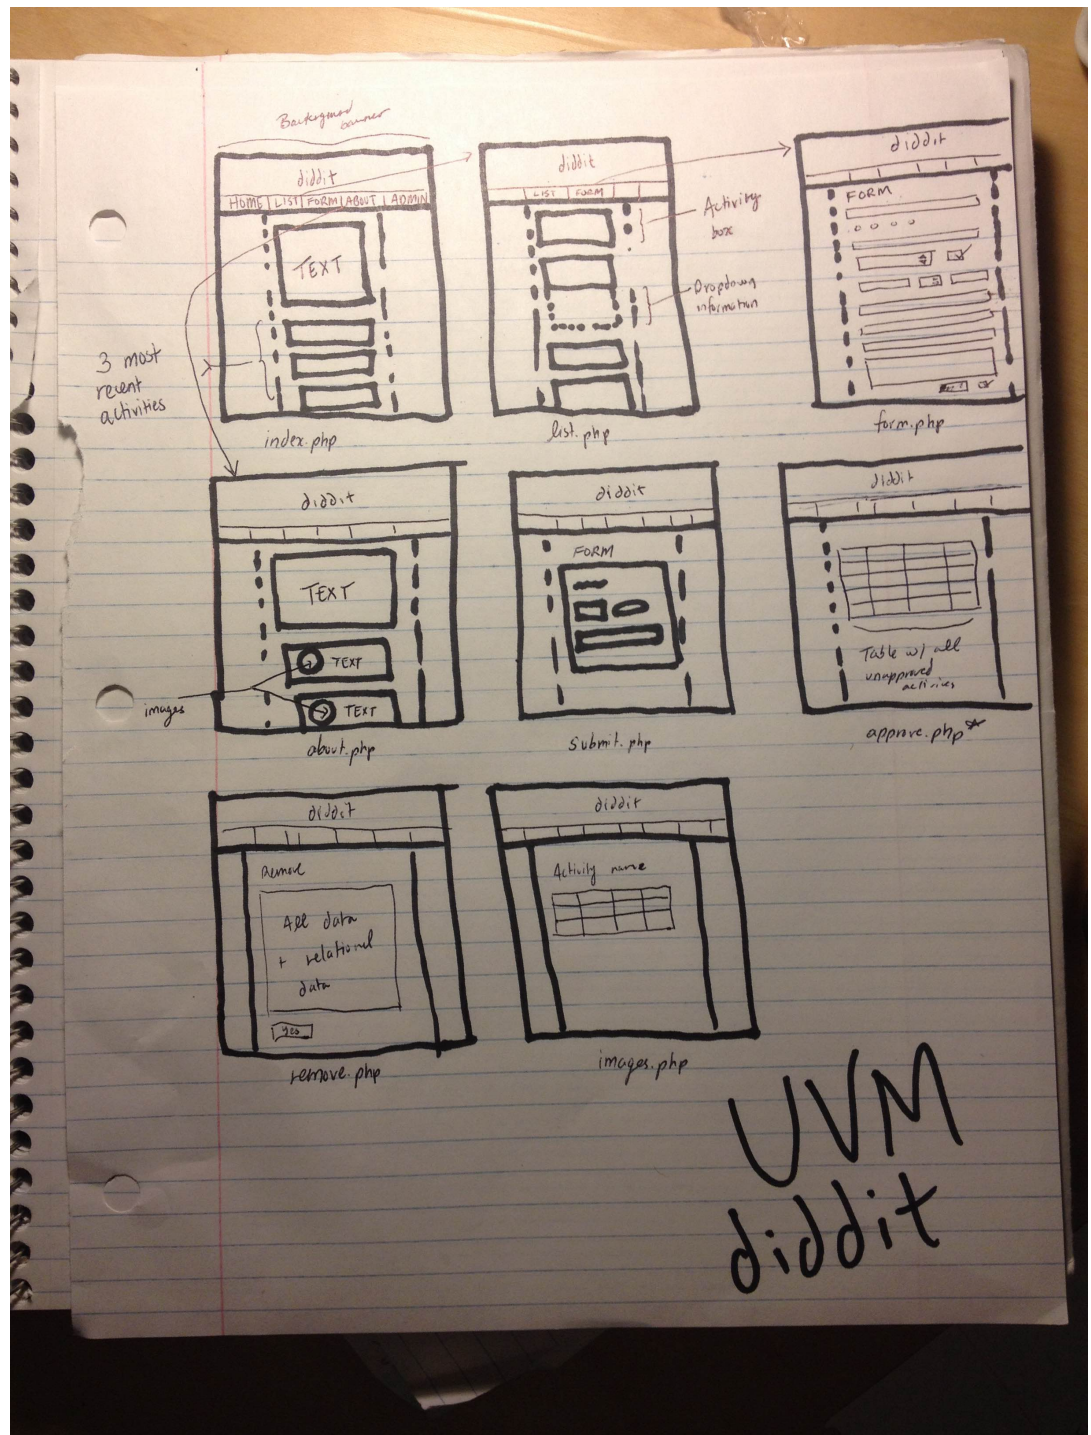 Background
banner
diddit
HOME | LIST | FORM | ABOUT | ADMIN
TEXT
3 most
recent
activities
index.php
diddit
LIST FORM
Activity
box
Dropdown
information
list.php
diddit
FORM
form.php
diddit
TEXT
TEXT
TEXT
images
about.php
diddit
FORM
submit.php
diddit
Table w/ all
unapproved
activities
approve.php*
diddit
Remove
All data
+ relational
data
yes
remove.php
diddit
Activity name
images.php
UVM
diddit